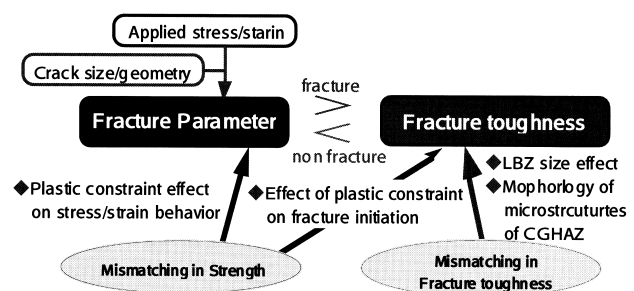 Applied stress/starin
Crack size/geometry
fracture
>
Fracture Parameter
Fracture toughness
<
non fracture
◆LBZ size effect
◆Plastic constraint effect
on stress/strain behavior
◆Effect of plastic constraint
on fracture initiation
◆Mophorlogy of
microstrcuturtes
of CGHAZ
Mismatching in Strength
Mismatching in
Fracture toughness